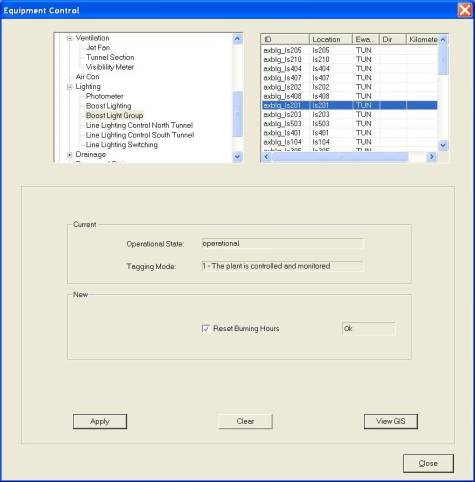 Equipment Control
Ventilation
Jet Fan
Tunnel Section
Visibility Meter
Air Con
Lighting
Photometer
Boost Lighting
Boost Light Group
Line Lighting Control North Tunnel
Line Lighting Control South Tunnel
Line Lighting Switching
Drainage
ID Location Ewa... Dir Kilomete
axblg_ls205 ls205 TUN
axblg_ls210 ls210 TUN
axblg_ls404 ls404 TUN
axblg_ls407 ls407 TUN
axblg_ls202 ls202 TUN
axblg_ls408 ls408 TUN
axblg_ls201 ls201 TUN
axblg_ls203 ls203 TUN
axblg_ls503 ls503 TUN
axblg_ls401 ls401 TUN
axblg_ls104 ls104 TUN
Current
Operational State: operational
Tagging Mode: 1 - The plant is controlled and monitored
New
Reset Burning Hours Ok
Apply Clear View GIS
Close